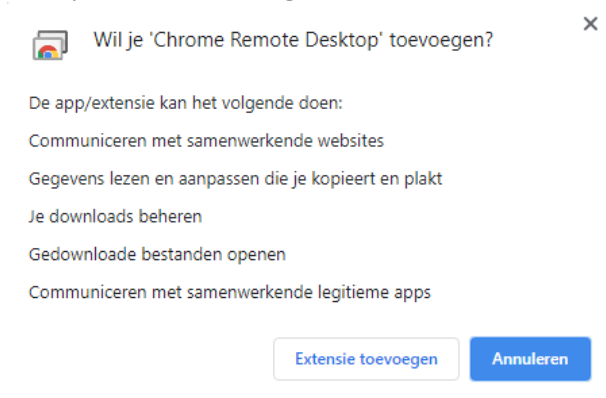 Wil je 'Chrome Remote Desktop' toevoegen?
De app/extensie kan het volgende doen:
Communiceren met samenwerkende websites
Gegevens lezen en aanpassen die je kopieert en plakt
Je downloads beheren
Gedownloade bestanden openen
Communiceren met samenwerkende legitieme apps
Extensie toevoegen Annuleren